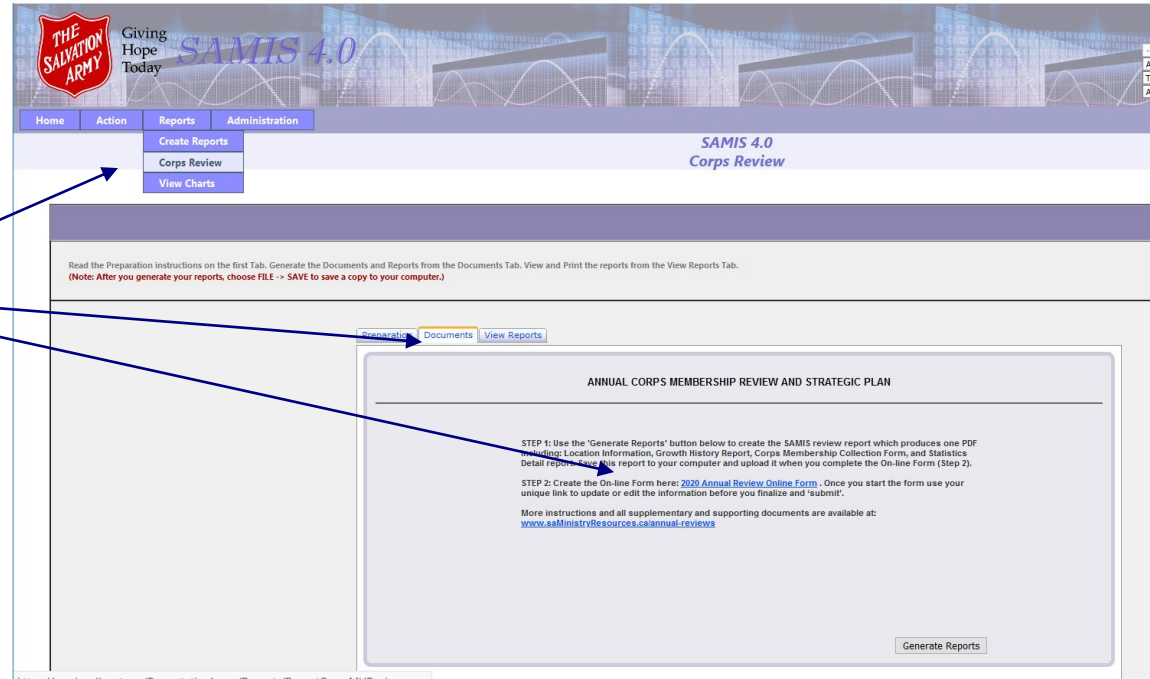 THE
SALVATION
ARMY
Giving
Hope
Today
SAMIS 4.0
Home Action Reports Administration
Create Reports
Corps Review
View Charts
SAMIS 4.0
Corps Review
Read the Preparation instructions on the first Tab. Generate the Documents and Reports from the Documents Tab. View and Print the reports from the View Reports Tab.
(Note: After you generate your reports, choose FILE -> SAVE to save a copy to your computer.)
Preparation Documents View Reports
ANNUAL CORPS MEMBERSHIP REVIEW AND STRATEGIC PLAN
STEP 1: Use the 'Generate Reports' button below to create the SAMIS review report which produces one PDF
including: Location Information, Growth History Report, Corps Membership Collection Form, and Statistics
Detail report. Save this report to your computer and upload it when you complete the On-line Form (Step 2).
STEP 2: Create the On-line Form here: 2020 Annual Review Online Form . Once you start the form use your
unique link to update or edit the information before you finalize and 'submit'.
More instructions and all supplementary and supporting documents are available at:
www.saMinistryResources.ca/annual-reviews
Generate Reports